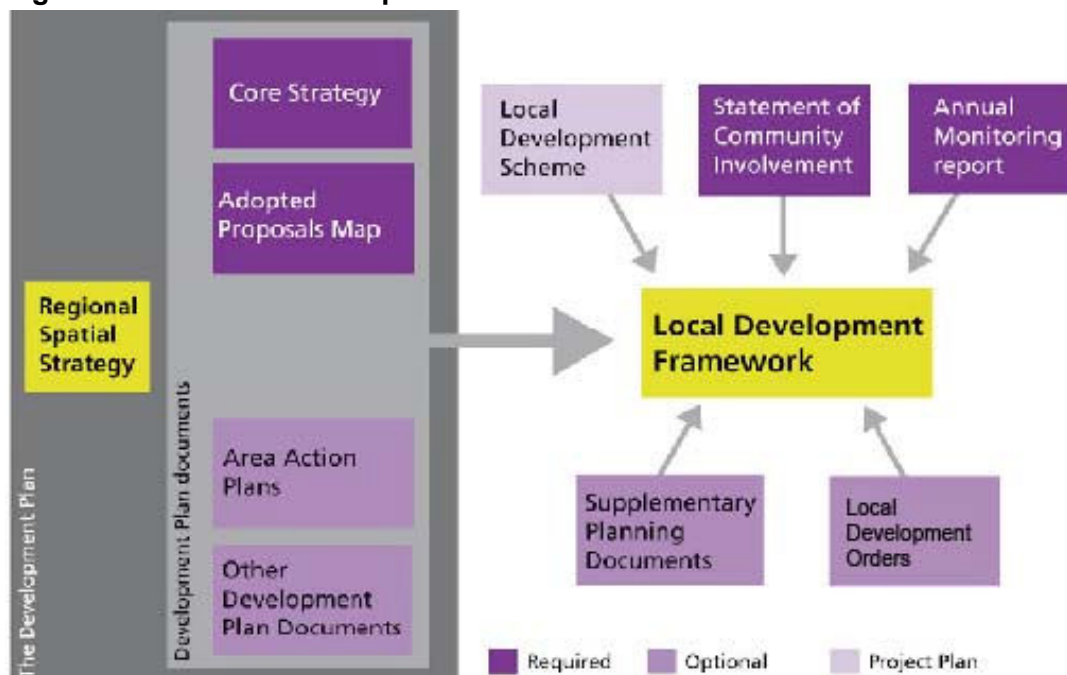 The Development Plan
Regional
Spatial
Strategy
Development Plan documents
Core Strategy
Adopted
Proposals Map
Area Action
Plans
Other
Development
Plan Documents
Local
Development
Scheme
Statement of
Community
Involvement
Annual
Monitoring
report
Local Development
Framework
Supplementary
Planning
Documents
Local
Development
Orders
Required
Optional
Project Plan